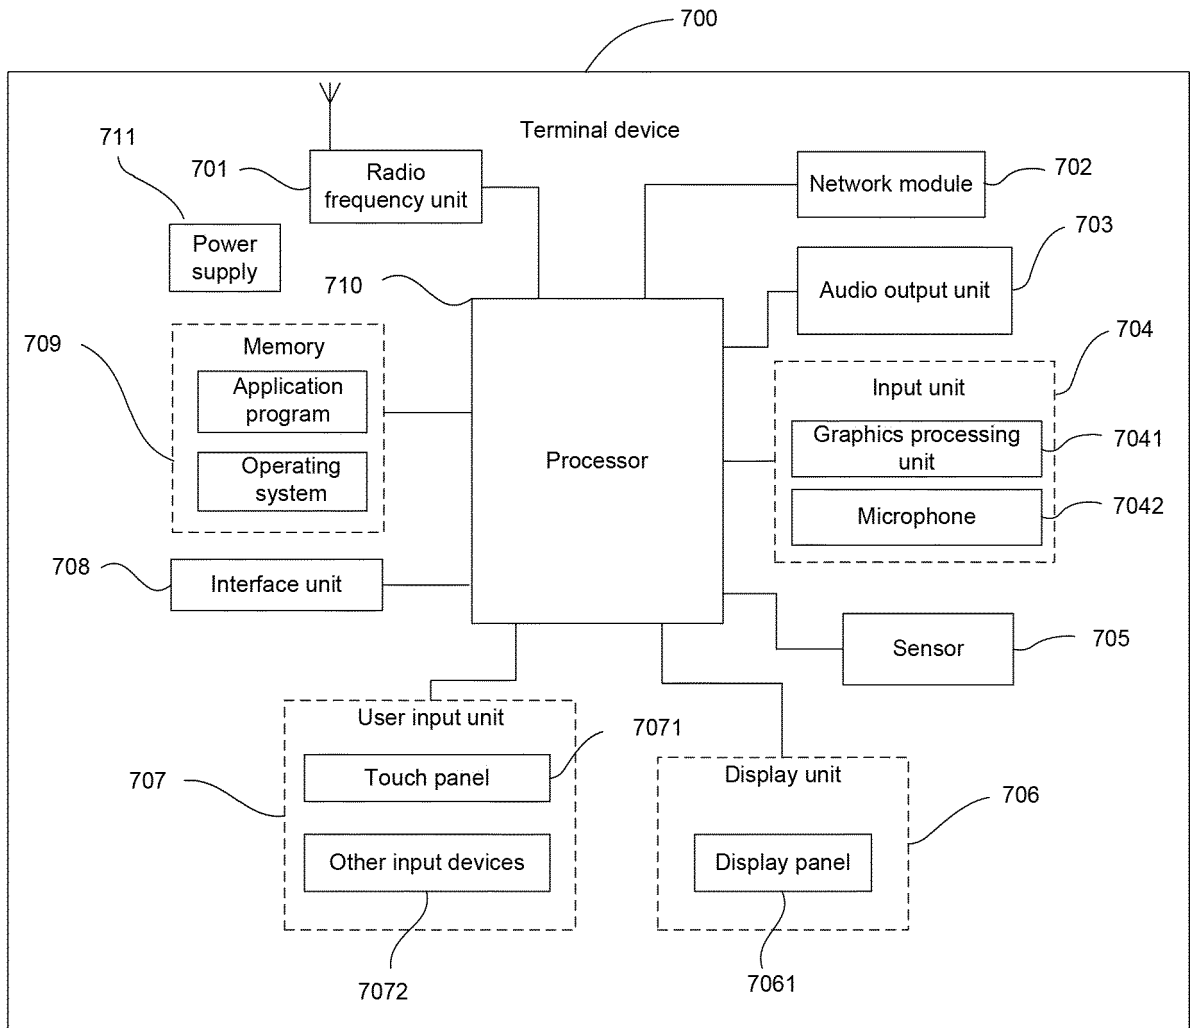 700
Terminal device
711
701
Radio
frequency unit
Network module
702
Power
supply
703
Audio output unit
710
709
Memory
Application
program
Operating
system
704
Input unit
Graphics processing
unit
7041
Microphone
7042
Processor
708
Interface unit
Sensor
705
User input unit
7071
Touch panel
707
Other input devices
7072
Display unit
706
Display panel
7061